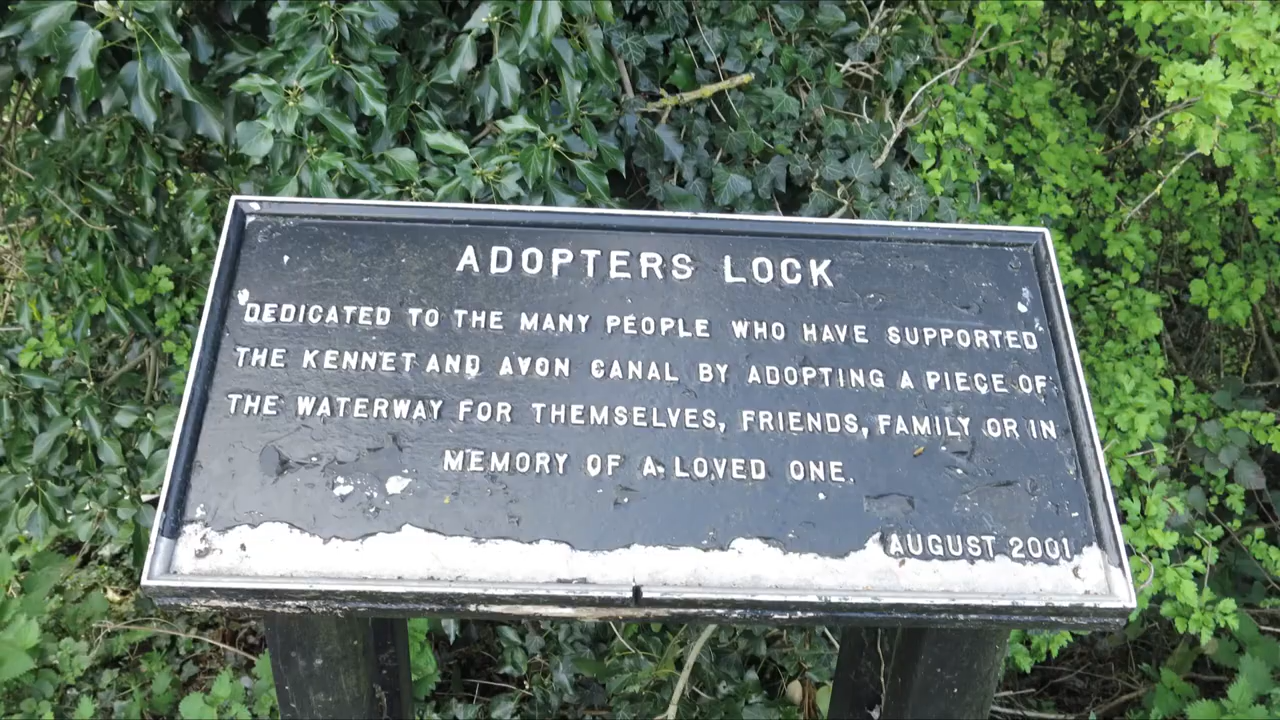 ADOPTERS LOCK
DEDICATED TO THE MANY PEOPLE WHO HAVE SUPPORTED
THE KENNET AND AVON CANAL BY ADOPTING A PIECE OF
THE WATERWAY FOR THEMSELVES, FRIENDS, FAMILY OR IN
MEMORY OF A LOVED ONE.
AUGUST 2001